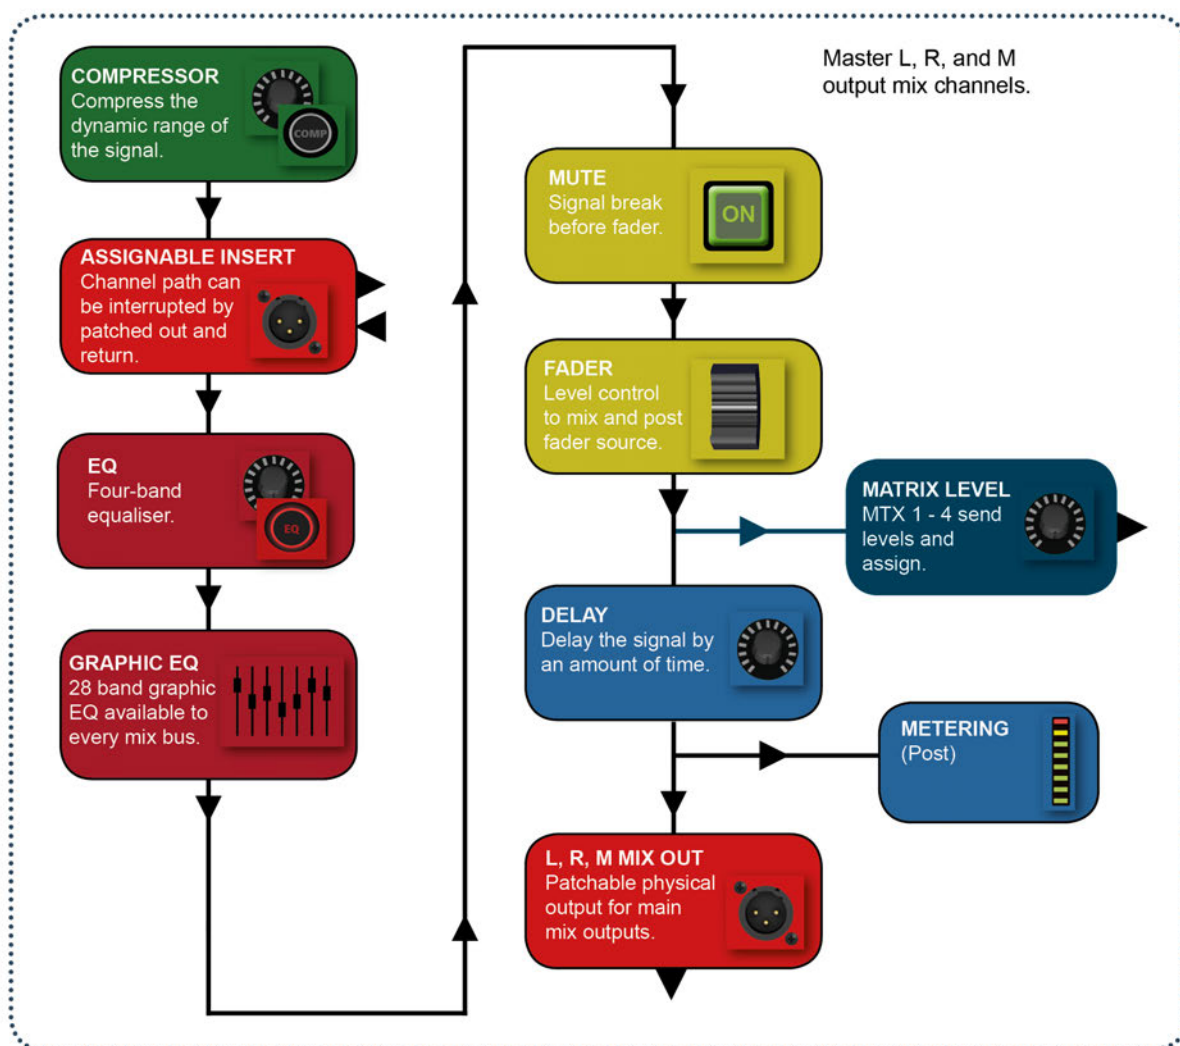 Master L, R, and M
output mix channels.
COMPRESSOR
Compress the
dynamic range of
the signal.
COMP
ASSIGNABLE INSERT
Channel path can
be interrupted by
patched out and
return.
EQ
Four-band
equaliser.
EQ
GRAPHIC EQ
28 band graphic
EQ available to
every mix bus.
MUTE
Signal break
before fader.
ON
FADER
Level control
to mix and post
fader source.
MATRIX LEVEL
MTX 1 - 4 send
levels and
assign.
DELAY
Delay the signal by
an amount of time.
METERING
(Post)
L, R, M MIX OUT
Patchable physical
output for main
mix outputs.